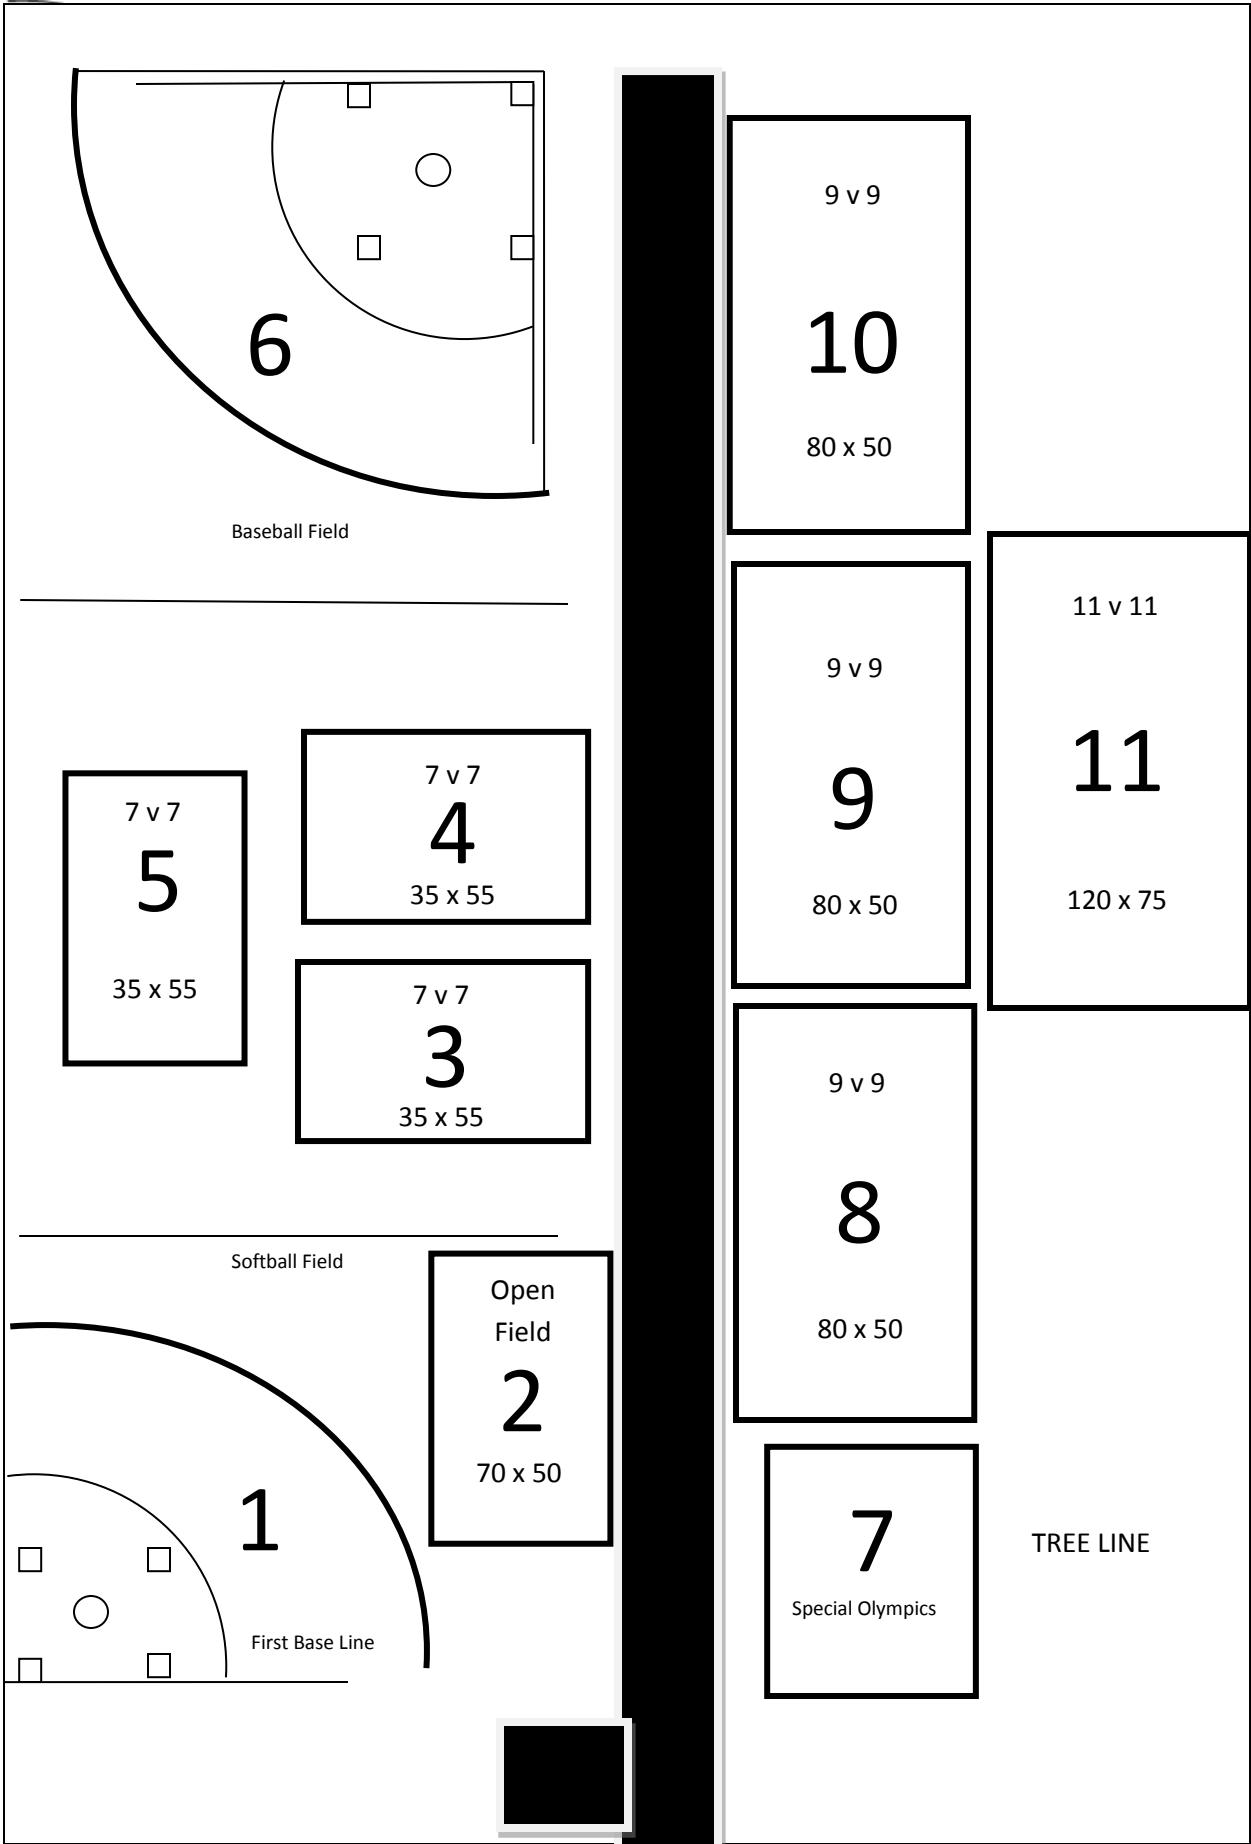 6
Baseball Field
7 v 7
5
35 x 55
7 v 7
4
35 x 55
7 v 7
3
35 x 55
Softball Field
Open
Field
2
70 x 50
1
First Base Line
9 v 9
10
80 x 50
9 v 9
9
80 x 50
11 v 11
11
120 x 75
9 v 9
8
80 x 50
7
Special Olympics
TREE LINE